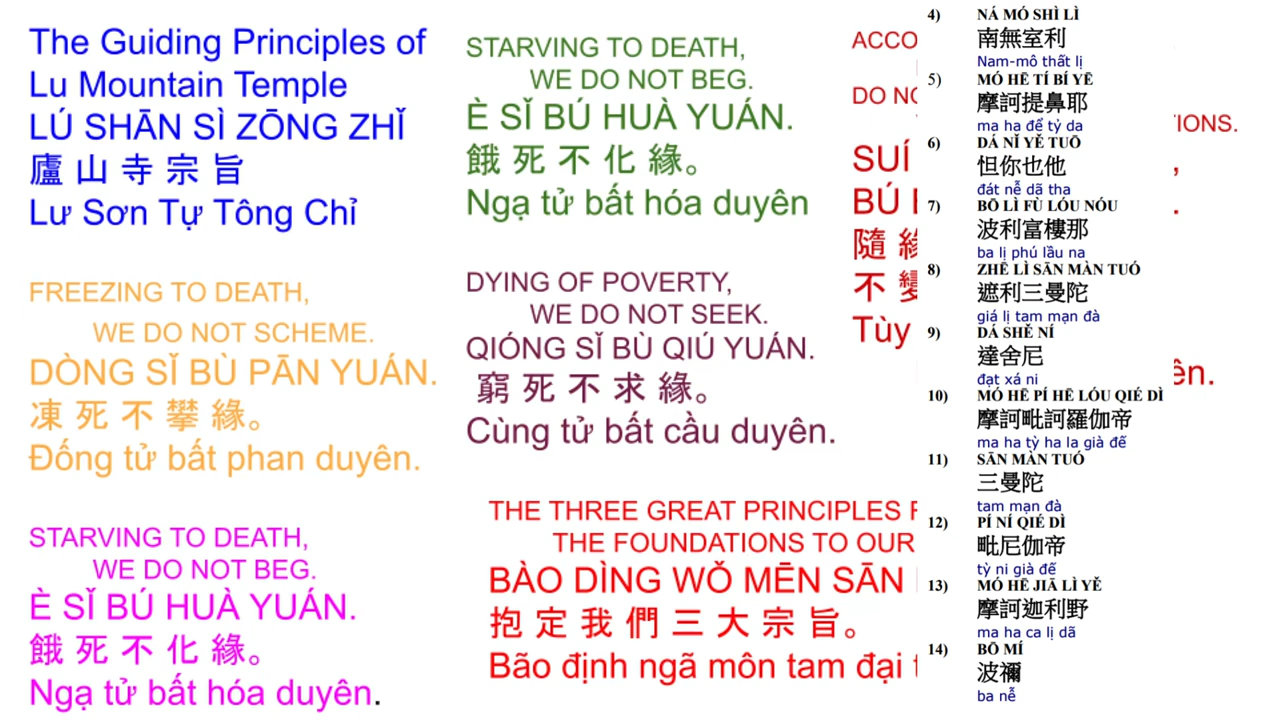 The Guiding Principles of
Lu Mountain Temple
LÚ SHĀN SÌ ZŌNG ZHǏ
廬 山 寺 宗 旨
Lư Sơn Tự Tông Chỉ
FREEZING TO DEATH,
WE DO NOT SCHEME.
DÒNG SǏ BÙ PĀN YUÁN.
凍 死 不 攀 緣。
Đống tử bất phan duyên.
STARVING TO DEATH,
WE DO NOT BEG.
È SǏ BÚ HUÀ YUÁN.
餓 死 不 化 緣。
Ngạ tử bất hóa duyên.
STARVING TO DEATH,
WE DO NOT BEG.
È SǏ BÚ HUÀ YUÁN.
餓 死 不 化 緣。
Ngạ tử bất hóa duyên
DYING OF POVERTY,
WE DO NOT SEEK.
QIÓNG SǏ BÙ QIÚ YUÁN.
窮 死 不 求 緣。
Cùng tử bất cầu duyên.
THE THREE GREAT PRINCIPLES
THE FOUNDATIONS TO OUR
BÀO DÌNG WǑ MĒN SĀN
抱 定 我 們 三 大 宗 旨。
Bão định ngã môn tam đại
ACCO
DO NO
TIONS.
SUÍ
BÚ
隨 緣
不 變
Tùy
ên.
4) NÁ MÓ SHÌ LÌ
南無室利
Nam-mô thất lị
5) MÓ HĒ TÍ BÍ YĒ
摩訶提鼻耶
ma ha đề tỷ da
6) DÁ NǏ YĚ TUŌ
怛你也他
đát nễ dã tha
7) BŌ LÌ FÙ LÓU NÓU
波利富樓那
ba lị phú lầu na
8) ZHĒ LÌ SĀN MÀN TUÓ
遮利三曼陀
giá lị tam mạn đà
9) DÁ SHĚ NÍ
達舍尼
đạt xá ni
10) MÓ HĒ PÍ HĒ LÓU QIÉ DÌ
摩訶毗訶羅伽帝
ma ha tỳ ha la già đế
11) SĀN MÀN TUÓ
三曼陀
tam mạn đà
12) PÍ NÍ QIÉ DÌ
毗尼伽帝
tỳ ni già đế
13) MÓ HĒ JIĀ LÌ YĚ
摩訶迦利野
ma ha ca lị dã
14) BŌ MÍ
波禰
ba nễ